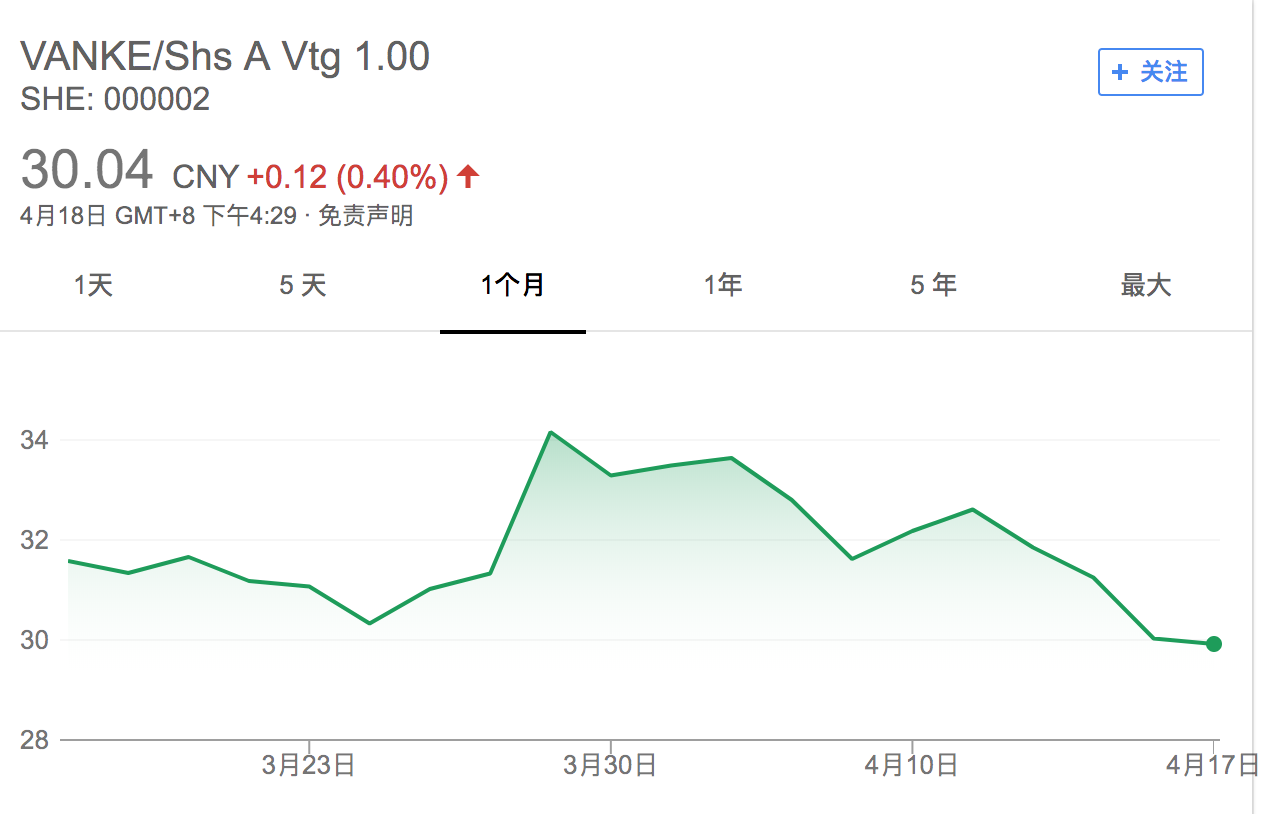 VANKE/Shs A Vtg 1.00
+ 关注
SHE: 000002
30.04 CNY +0.12 (0.40%)
4月18日 GMT+8 下午4:29 · 免责声明
1天 5 天 1个月 1年 5 年 最大
34
32
30
28
3月23日 3月30日 4月10日 4月17日